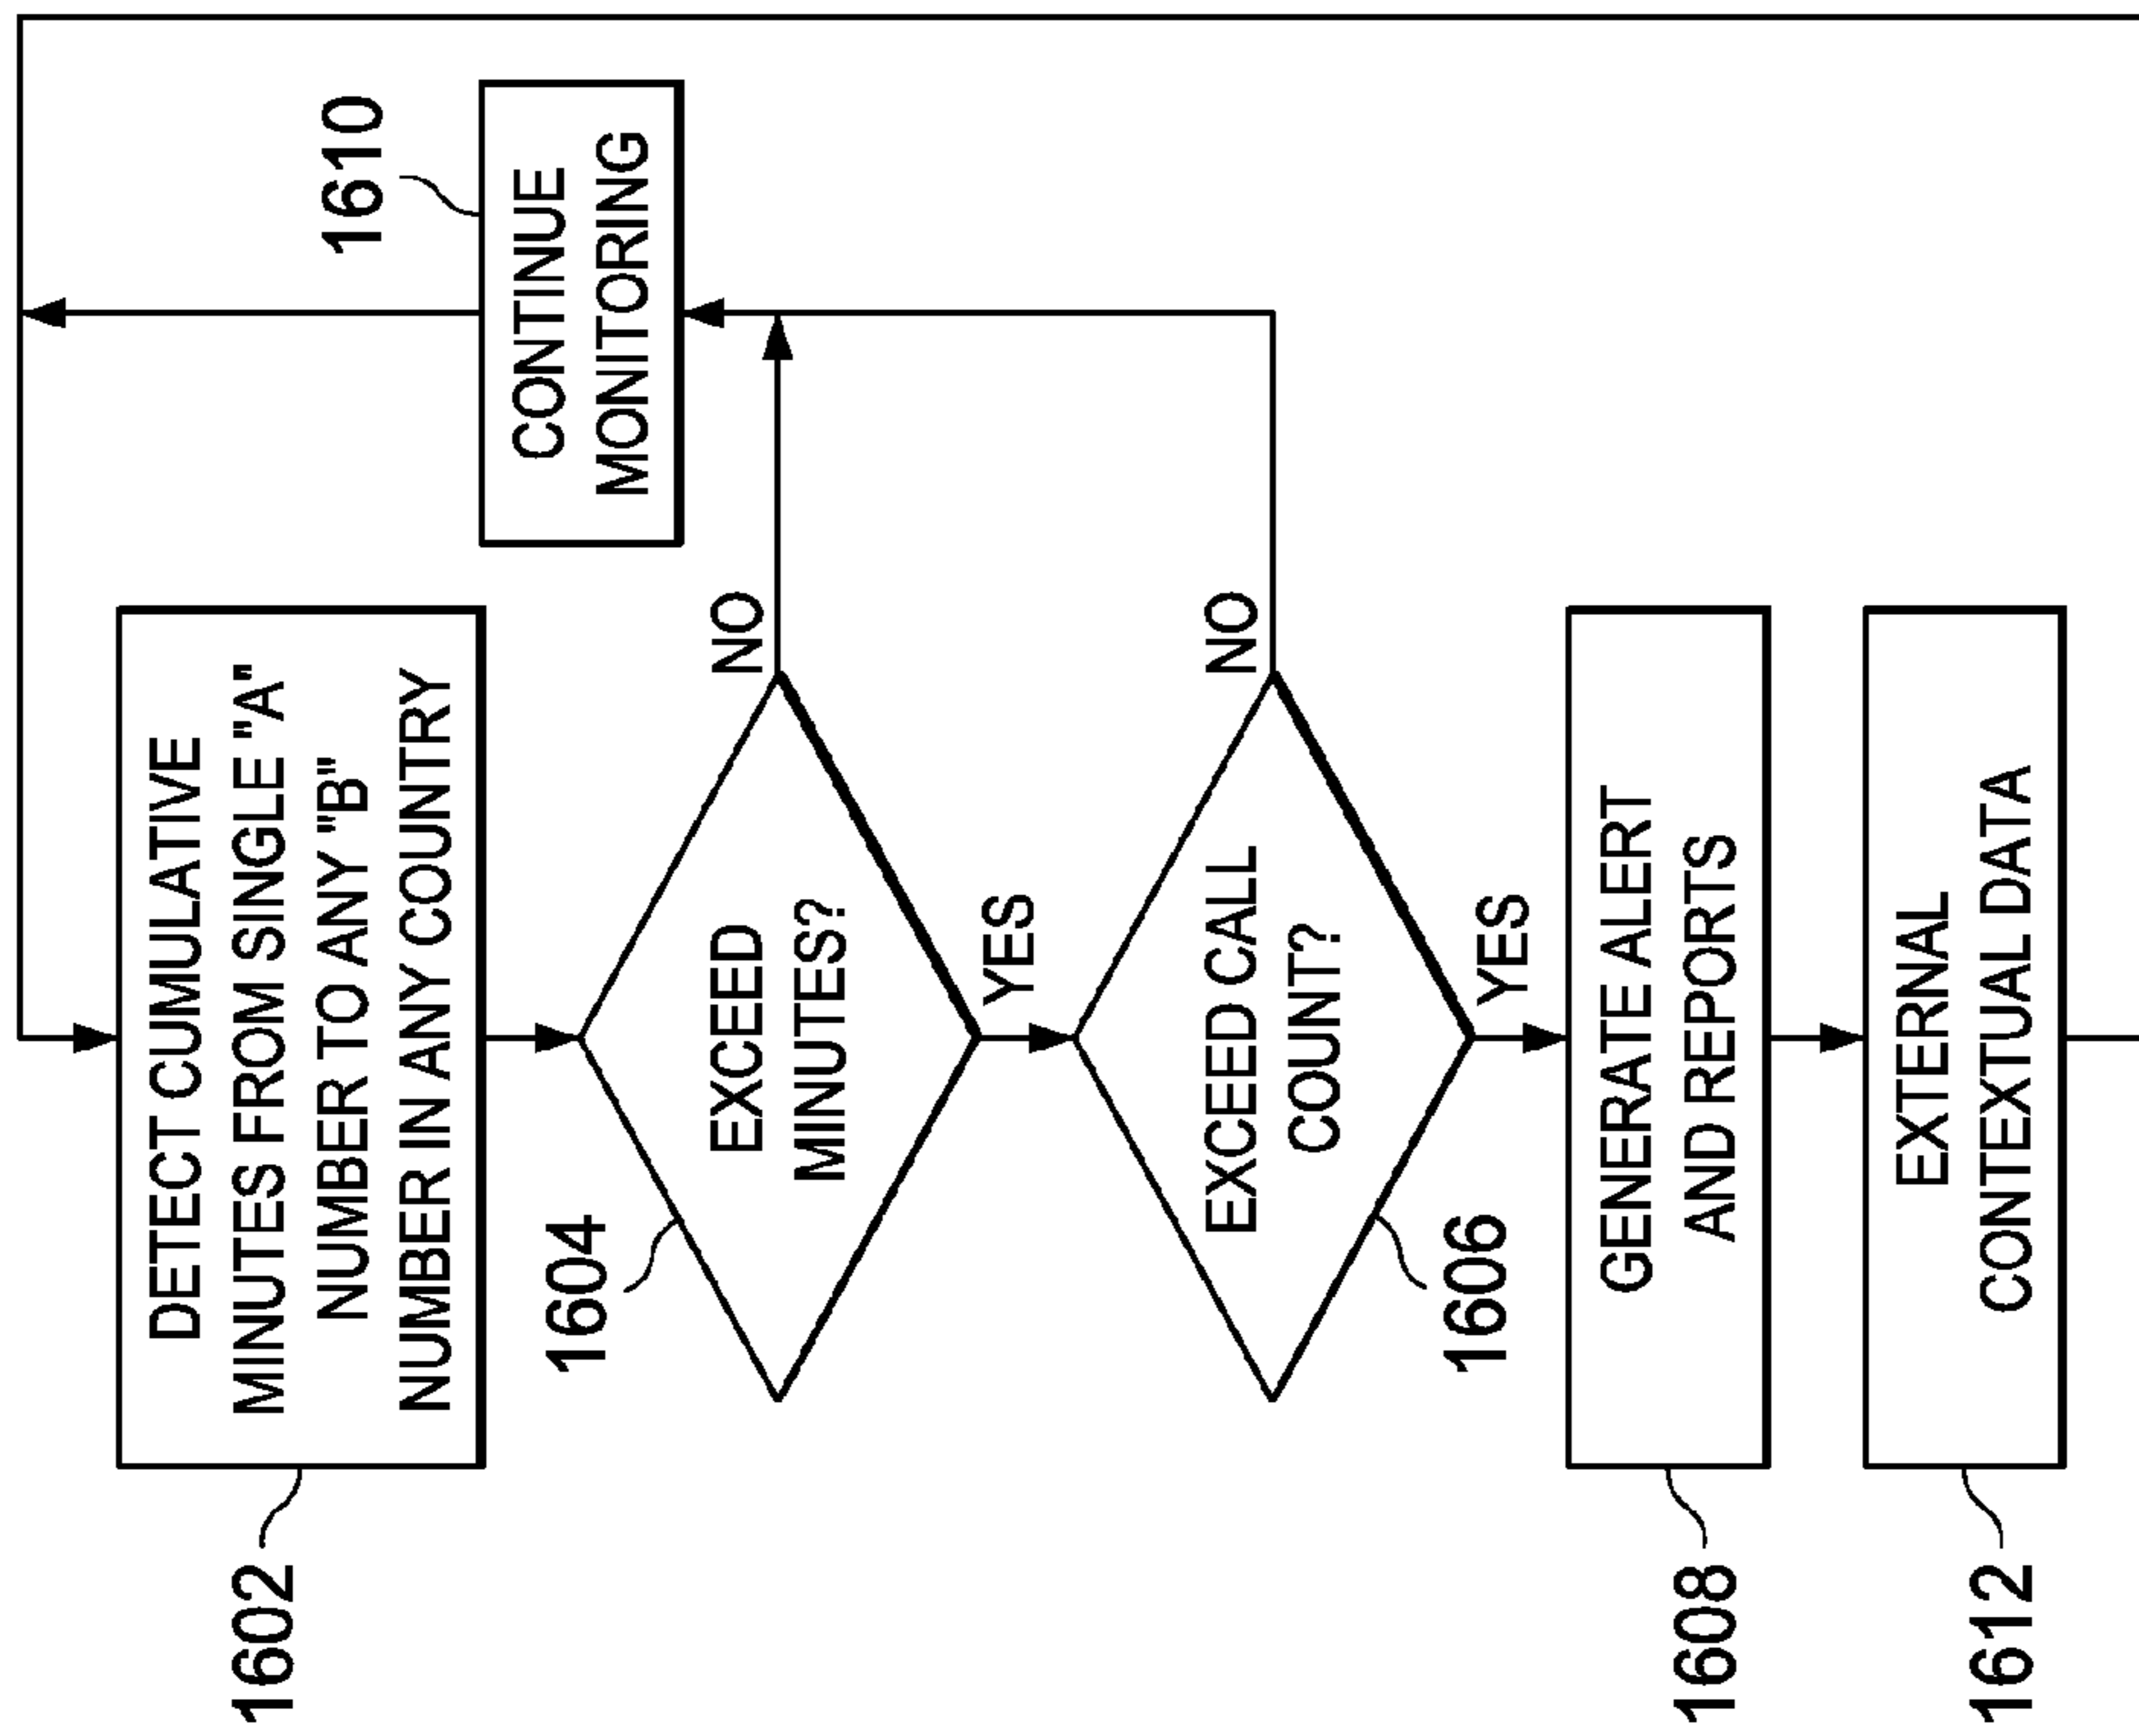 1602
DETECT CUMULATIVE
MINUTES FROM SINGLE "A"
NUMBER TO ANY "B"
NUMBER IN ANY COUNTRY
1610
CONTINUE
MONITORING
1604
EXCEED
MINUTES?
NO
YES
EXCEED CALL
COUNT?
NO
1606
YES
1608
GENERATE ALERT
AND REPORTS
1612
EXTERNAL
CONTEXTUAL DATA